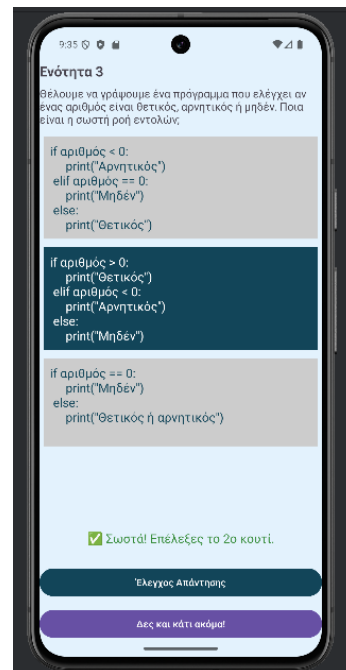 9:35
Ενότητα 3
Θέλουμε να γράψουμε ένα πρόγραμμα που ελέγχει αν
ένας αριθμός είναι θετικός, αρνητικός ή μηδέν. Ποια
είναι η σωστή ροή εντολών;
if αριθμός < 0:
print("Αρνητικός")
elif αριθμός == 0:
print("Μηδέν")
else:
print("Θετικός")
if αριθμός > 0:
print("Θετικός")
elif αριθμός < 0:
print("Αρνητικός")
else:
print("Μηδέν")
if αριθμός == 0:
print("Μηδέν")
else:
print("Θετικός ή αρνητικός")
✅ Σωστά! Επέλεξες το 2ο κουτί.
Έλεγχος Απάντησης
Δες και κάτι ακόμα!